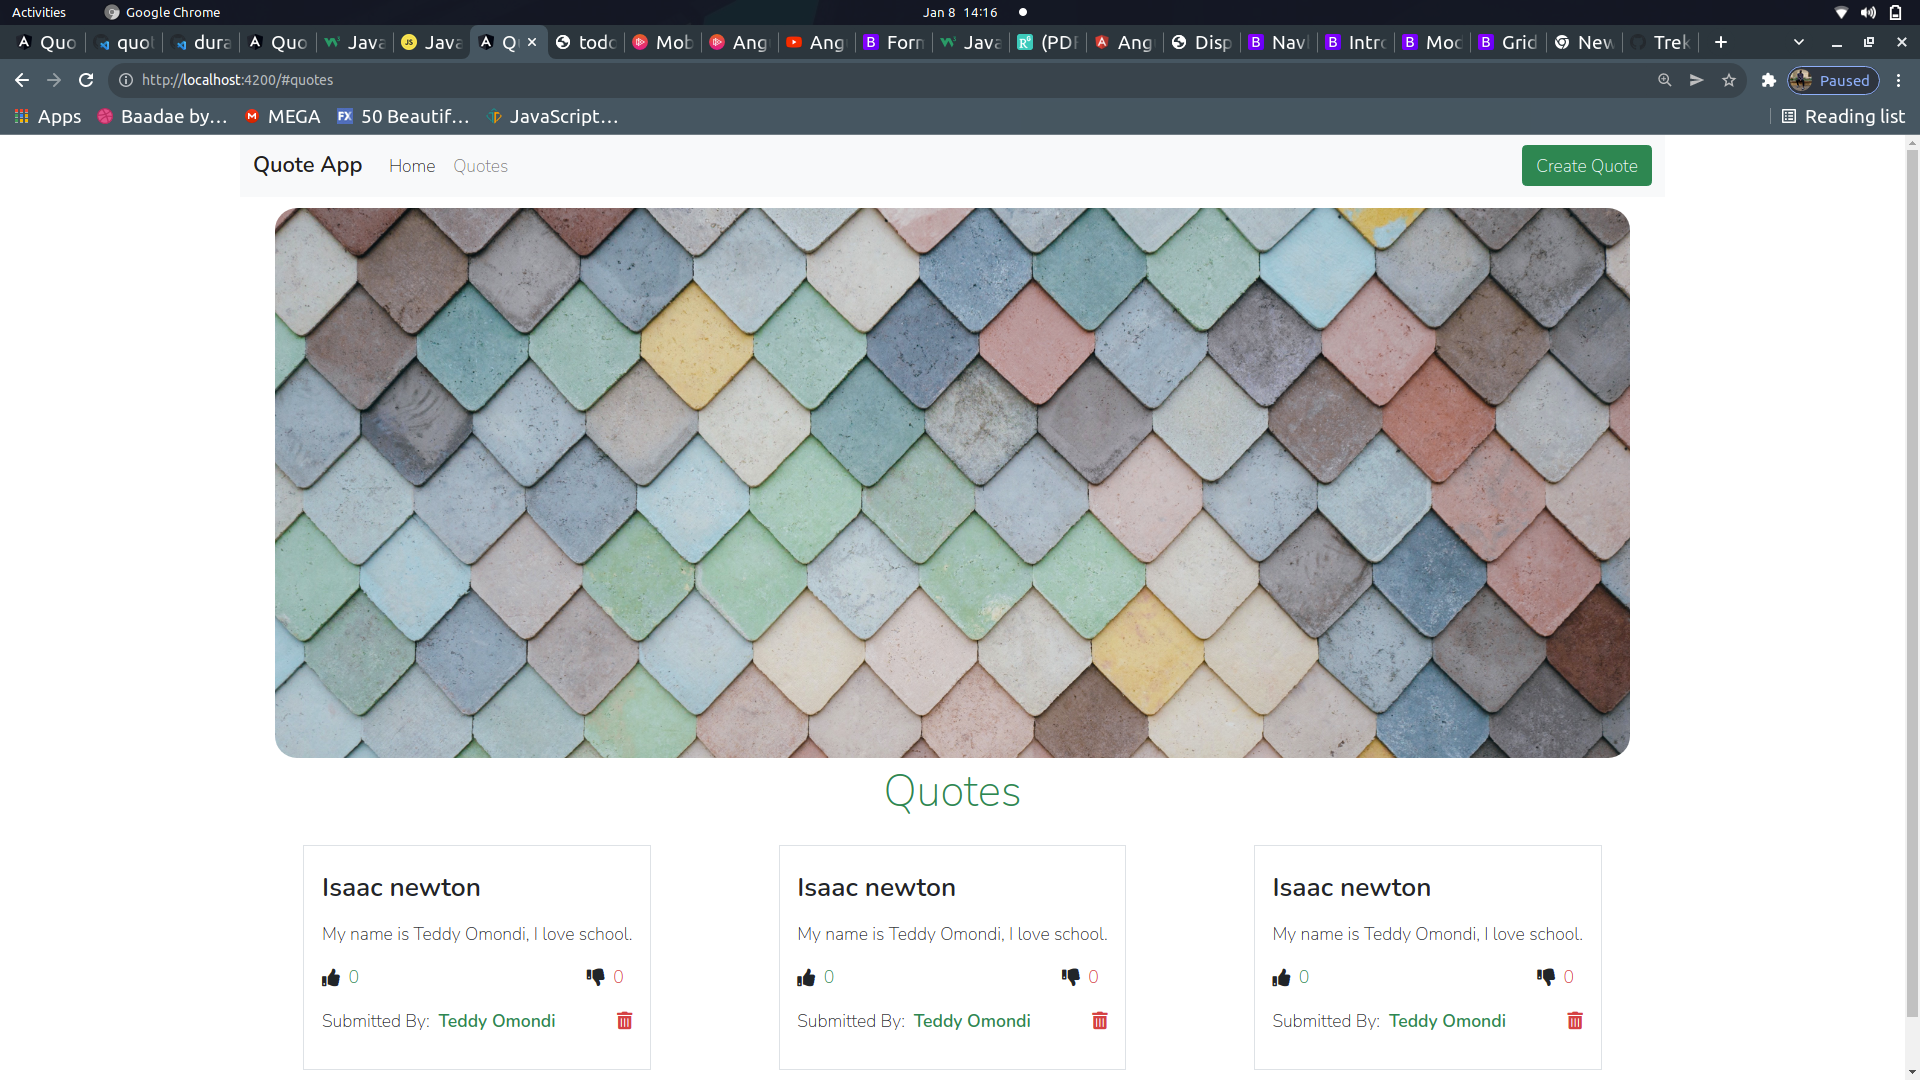 Activities Google Chrome Jan 8 14:16
Quo quot dura Quo Java Java Q todo Mob Ang Ang Form Java (PDF Ang Disp Navl Intro Mod Grid New Trek
http://localhost:4200/#quotes Paused
Apps Baadae by... MEGA 50 Beautif... JavaScript... Reading list
Quote App Home Quotes Create Quote
Quotes
Isaac newton Isaac newton Isaac newton
My name is Teddy Omondi, I love school. My name is Teddy Omondi, I love school. My name is Teddy Omondi, I love school.
0 0 0 0 0 0
Submitted By: Teddy Omondi Submitted By: Teddy Omondi Submitted By: Teddy Omondi